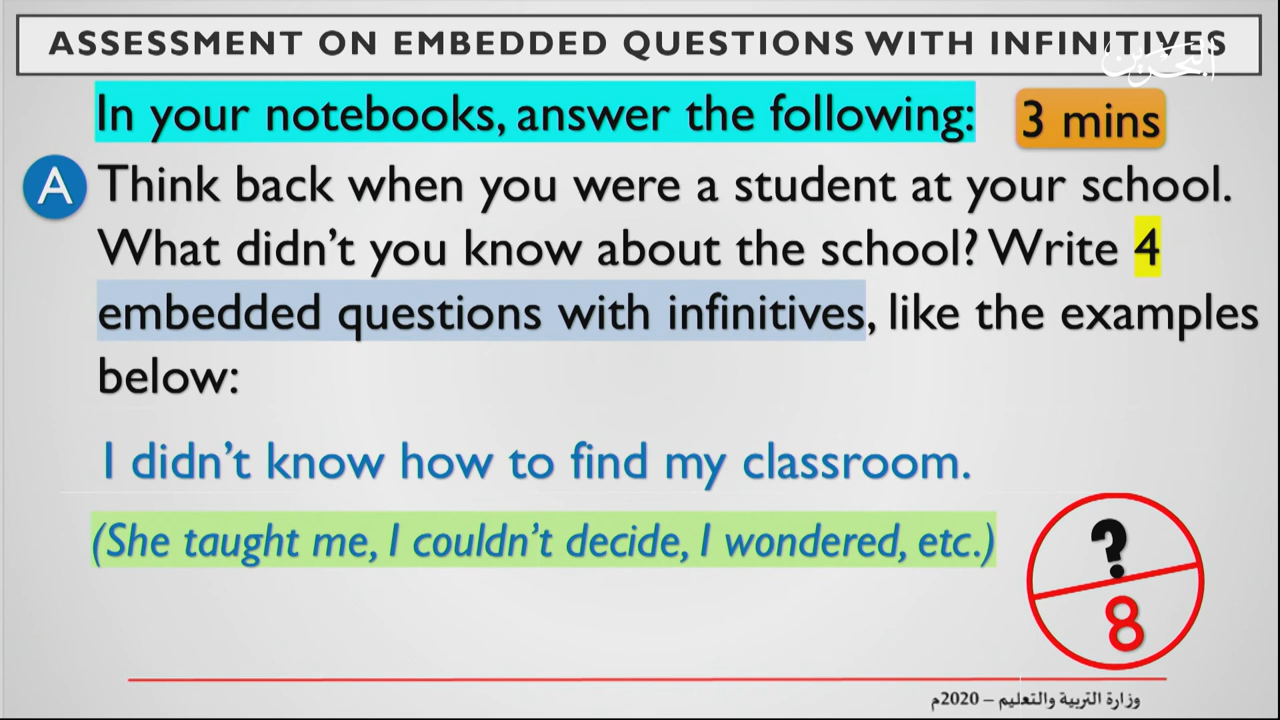 ASSESSMENT ON EMBEDDED QUESTIONS WITH INFINITIVES
البحرين
In your notebooks, answer the following:
3 mins
A
Think back when you were a student at your school.
What didn't you know about the school? Write 4
embedded questions with infinitives, like the examples
below:
I didn't know how to find my classroom.
(She taught me, I couldn't decide, I wondered, etc.)
?
8
وزارة التربية والتعليم – 2020م